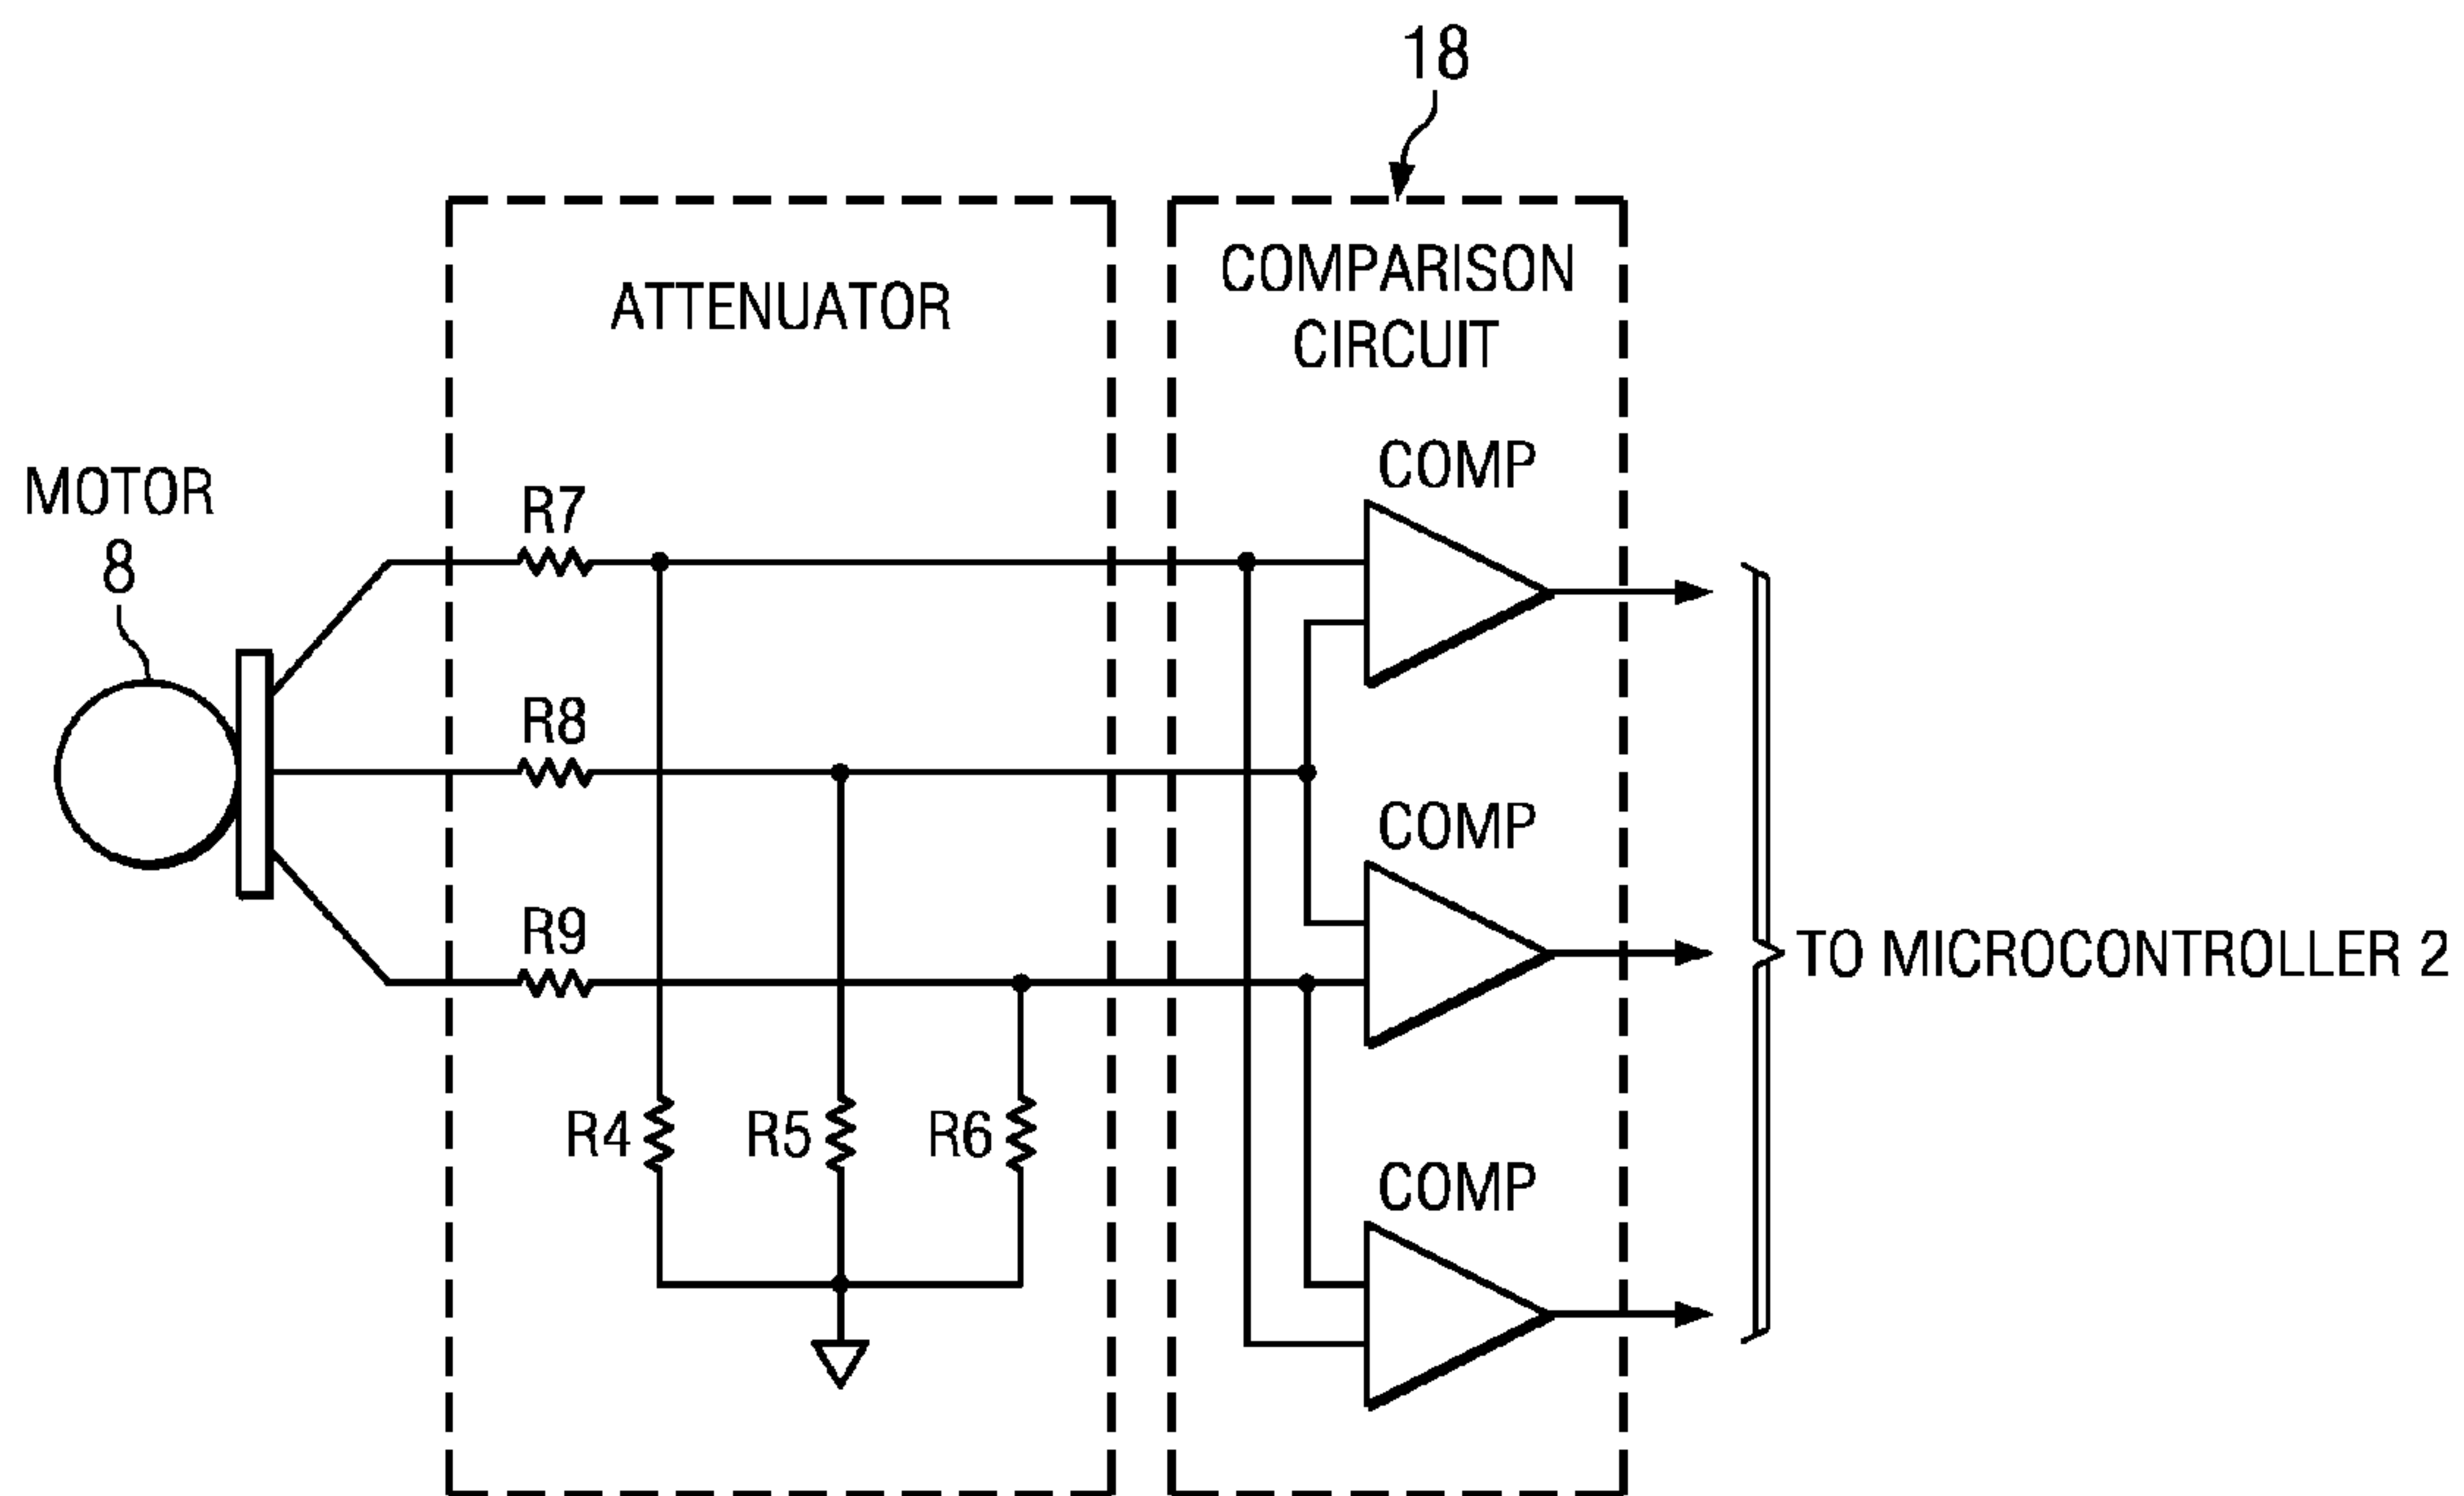 18
ATTENUATOR
COMPARISON
CIRCUIT
MOTOR
8
R7
R8
R9
R4
R5
R6
COMP
COMP
COMP
TO MICROCONTROLLER 2